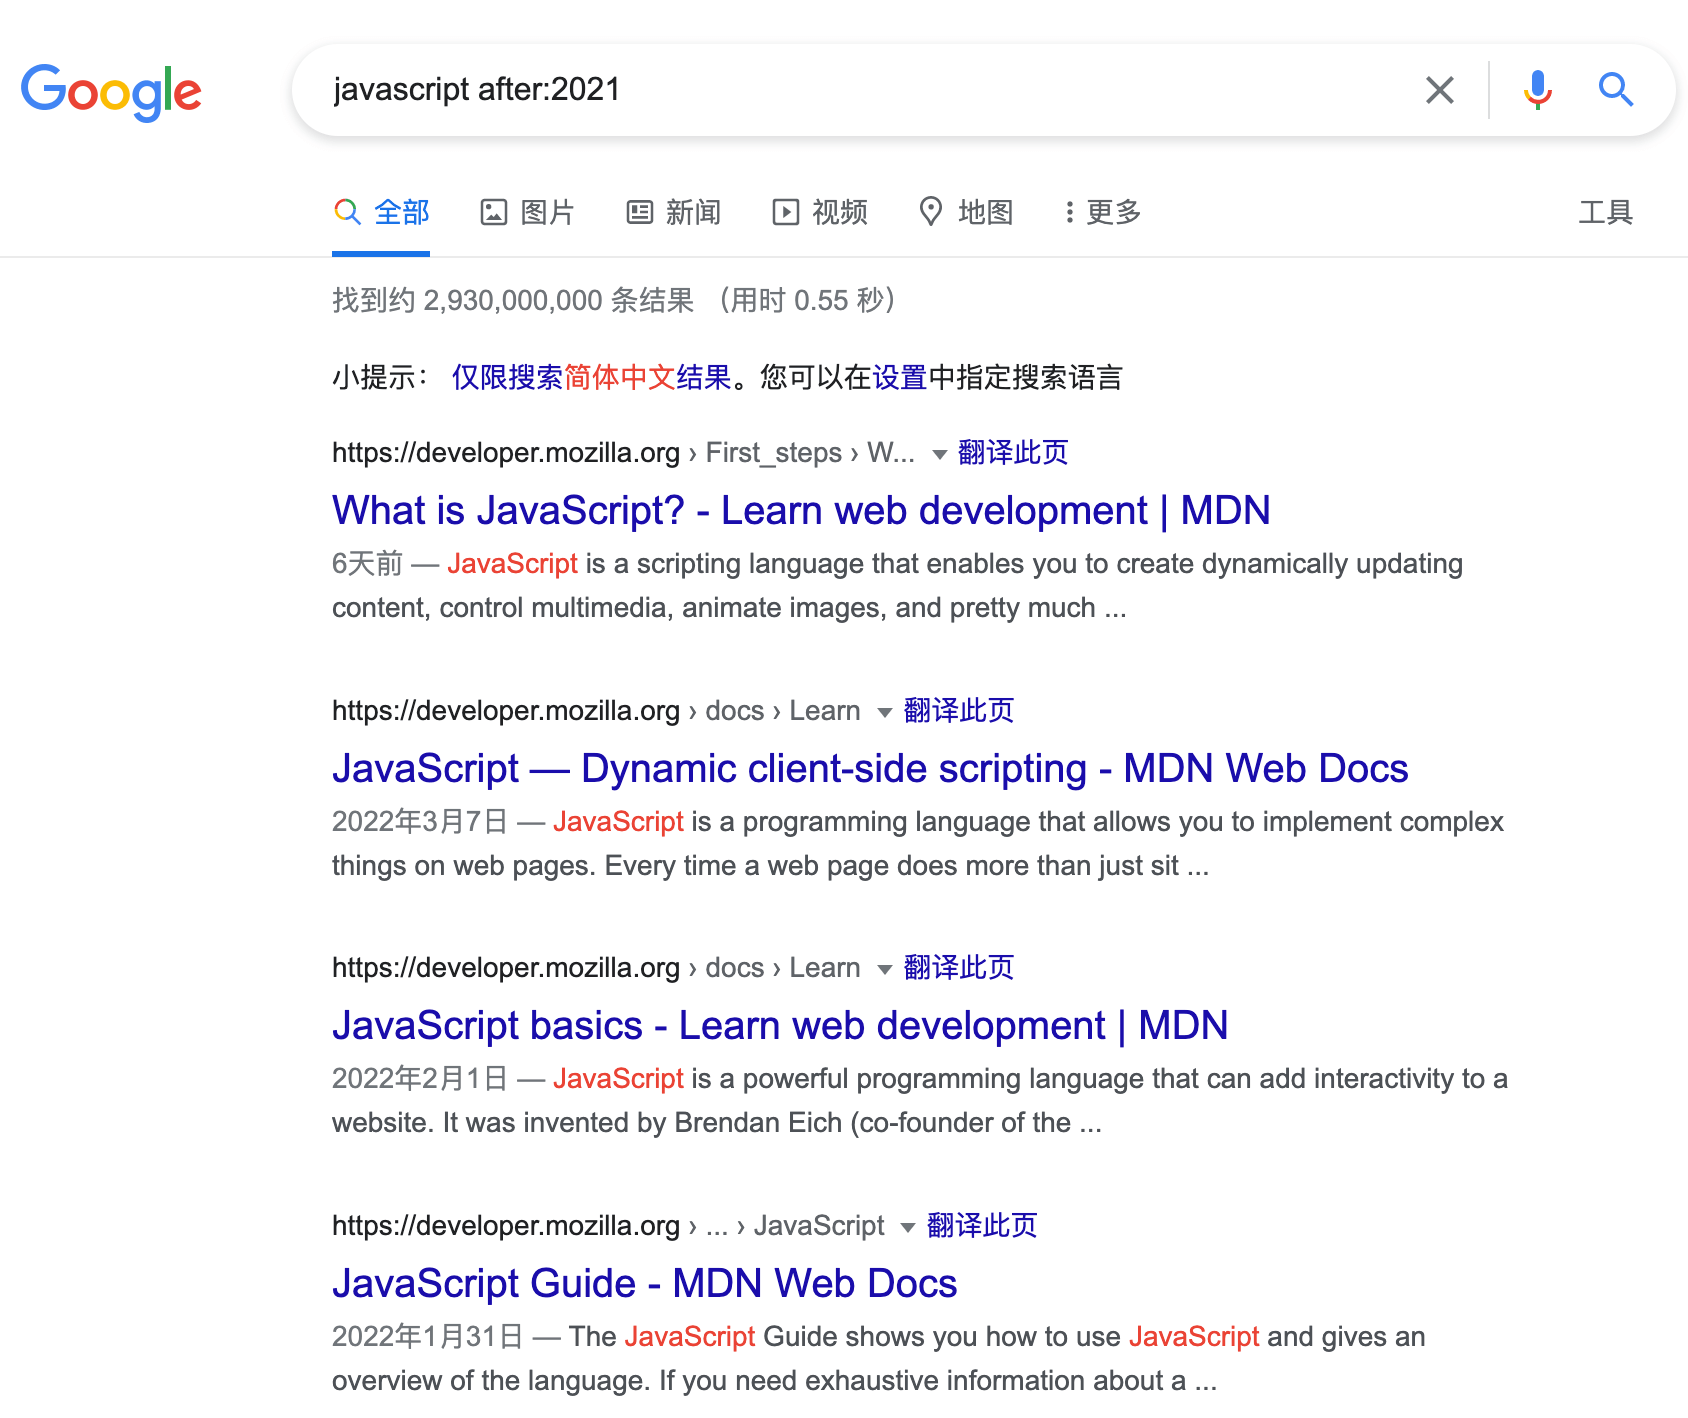 Google
javascript after:2021
全部 图片 新闻 视频 地图 更多 工具
找到约 2,930,000,000 条结果 （用时 0.55 秒）
小提示： 仅限搜索简体中文结果。您可以在设置中指定搜索语言
https://developer.mozilla.org › First_steps › W... 翻译此页
What is JavaScript? - Learn web development | MDN
6天前 — JavaScript is a scripting language that enables you to create dynamically updating
content, control multimedia, animate images, and pretty much ...
https://developer.mozilla.org › docs › Learn 翻译此页
JavaScript — Dynamic client-side scripting - MDN Web Docs
2022年3月7日 — JavaScript is a programming language that allows you to implement complex
things on web pages. Every time a web page does more than just sit ...
https://developer.mozilla.org › docs › Learn 翻译此页
JavaScript basics - Learn web development | MDN
2022年2月1日 — JavaScript is a powerful programming language that can add interactivity to a
website. It was invented by Brendan Eich (co-founder of the ...
https://developer.mozilla.org › ... › JavaScript 翻译此页
JavaScript Guide - MDN Web Docs
2022年1月31日 — The JavaScript Guide shows you how to use JavaScript and gives an
overview of the language. If you need exhaustive information about a ...